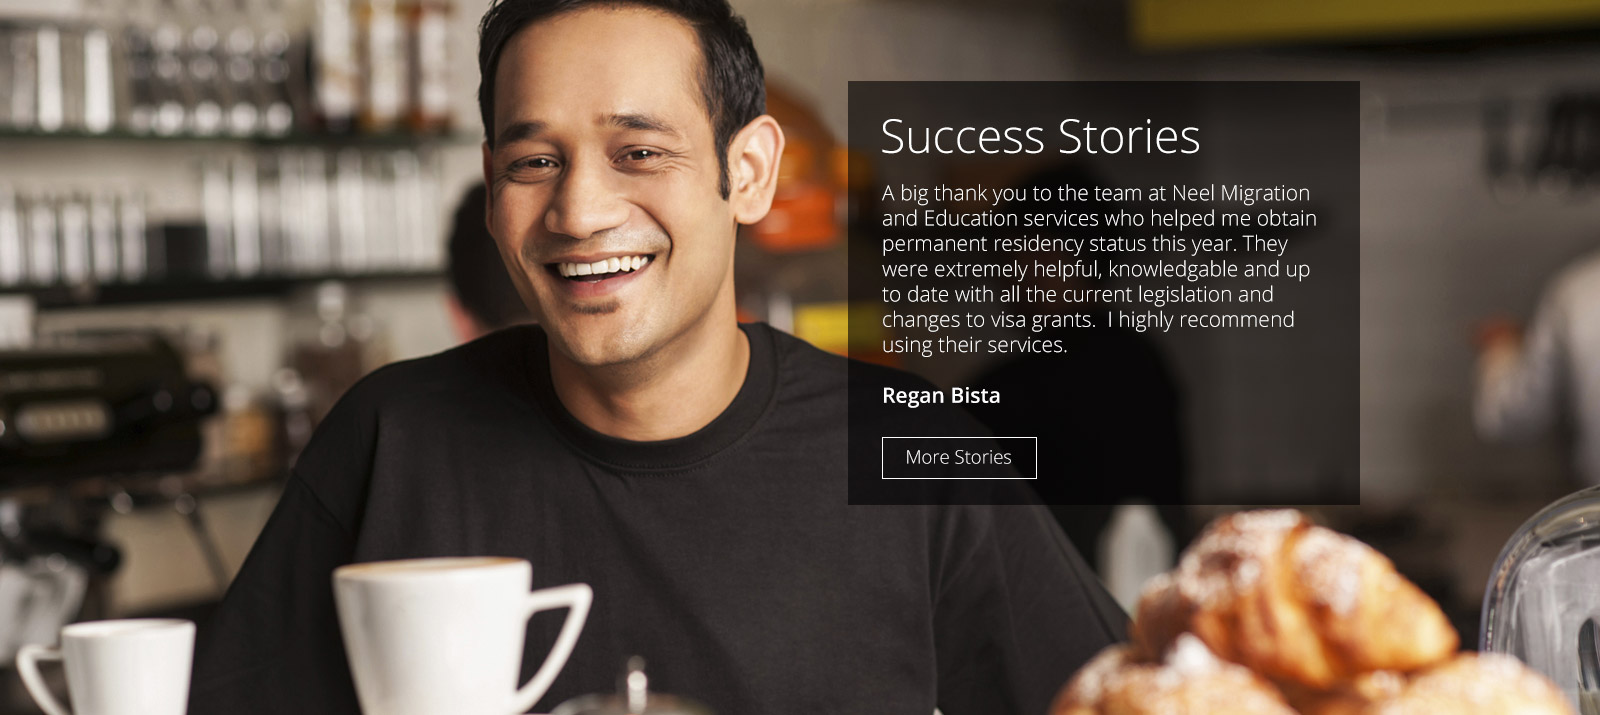 Success Stories
A big thank you to the team at Neel Migration
and Education services who helped me obtain
permanent residency status this year. They
were extremely helpful, knowledgable and up
to date with all the current legislation and
changes to visa grants.  I highly recommend
using their services.
Regan Bista
More Stories